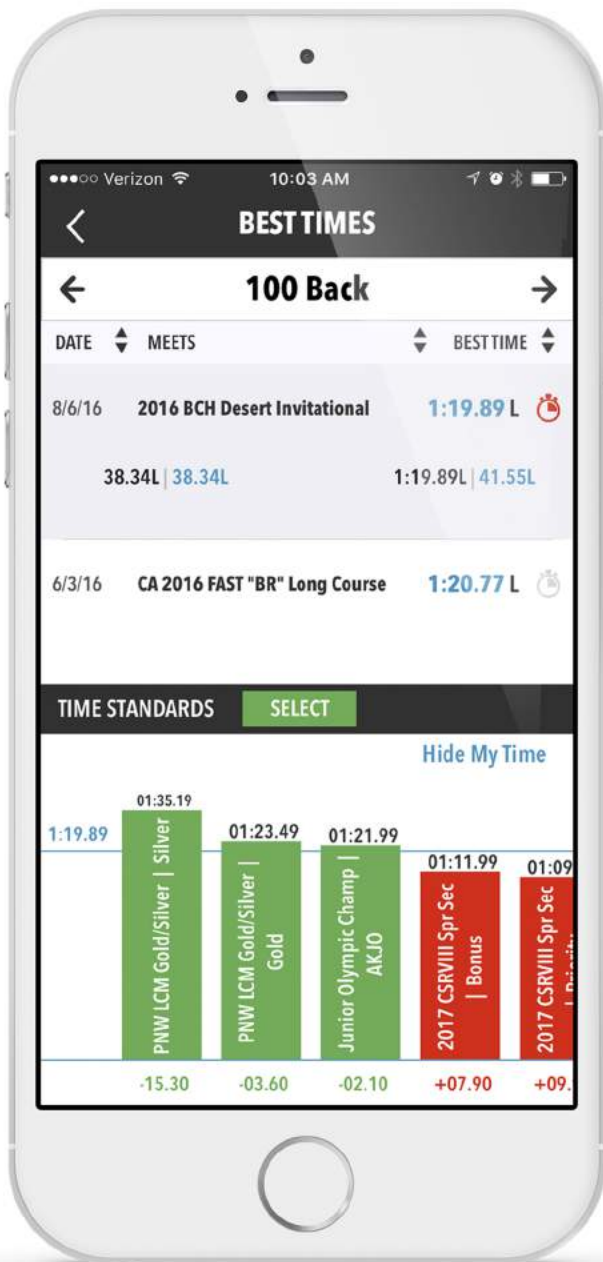 Verizon 10:03 AM
BEST TIMES
100 Back
DATE MEETS BEST TIME
8/6/16 2016 BCH Desert Invitational 1:19.89 L
38.34L | 38.34L 1:19.89L | 41.55L
6/3/16 CA 2016 FAST "BR" Long Course 1:20.77 L
TIME STANDARDS SELECT
Hide My Time
1:19.89
01:35.19
PNW LCM Gold/Silver | Silver
-15.30
01:23.49
PNW LCM Gold/Silver |
Gold
-03.60
01:21.99
Junior Olympic Champ |
AKJO
-02.10
01:11.99
2017 CSRVIII Spr Sec
| Bonus
+07.90
01:09
2017 CSRVIII Spr Sec
+09.